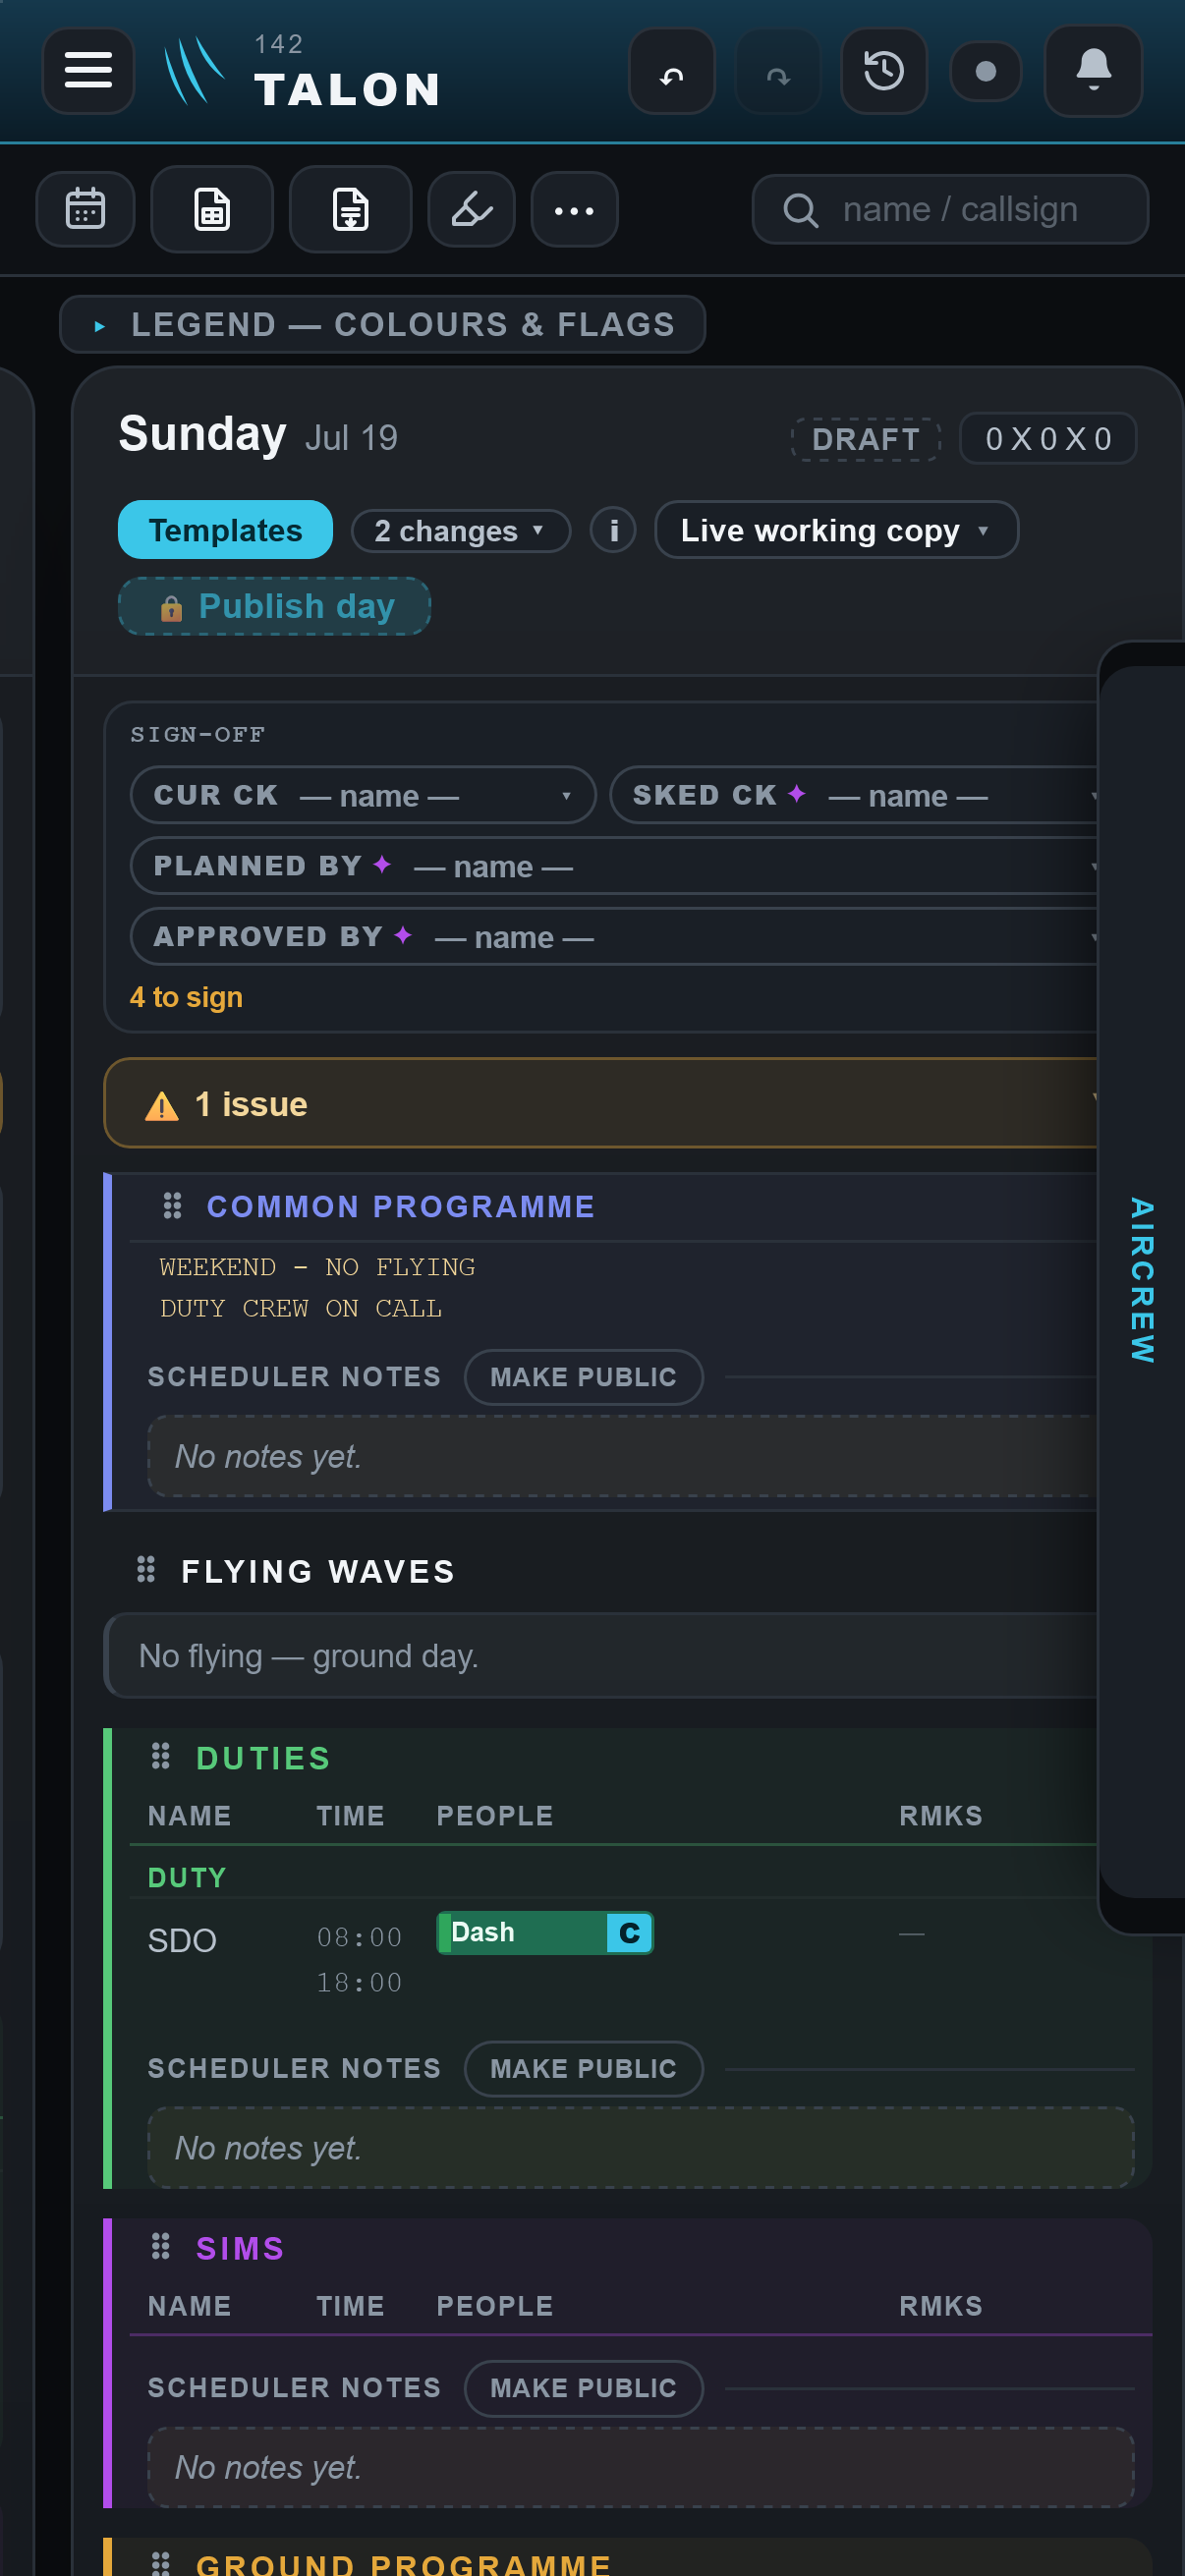 142
TALON
name / callsign
LEGEND — COLOURS & FLAGS
Sunday Jul 19 DRAFT 0 X 0 X 0
Templates 2 changes i Live working copy
Publish day
SIGN-OFF
CUR CK — name — SKED CK — name —
PLANNED BY — name —
APPROVED BY — name —
4 to sign
1 issue
COMMON PROGRAMME
WEEKEND - NO FLYING
DUTY CREW ON CALL
AIRCREW
SCHEDULER NOTES MAKE PUBLIC
No notes yet.
FLYING WAVES
No flying — ground day.
DUTIES
NAME TIME PEOPLE RMKS
DUTY
SDO 08:00 Dash C —
18:00
SCHEDULER NOTES MAKE PUBLIC
No notes yet.
SIMS
NAME TIME PEOPLE RMKS
SCHEDULER NOTES MAKE PUBLIC
No notes yet.
GROUND PROGRAMME